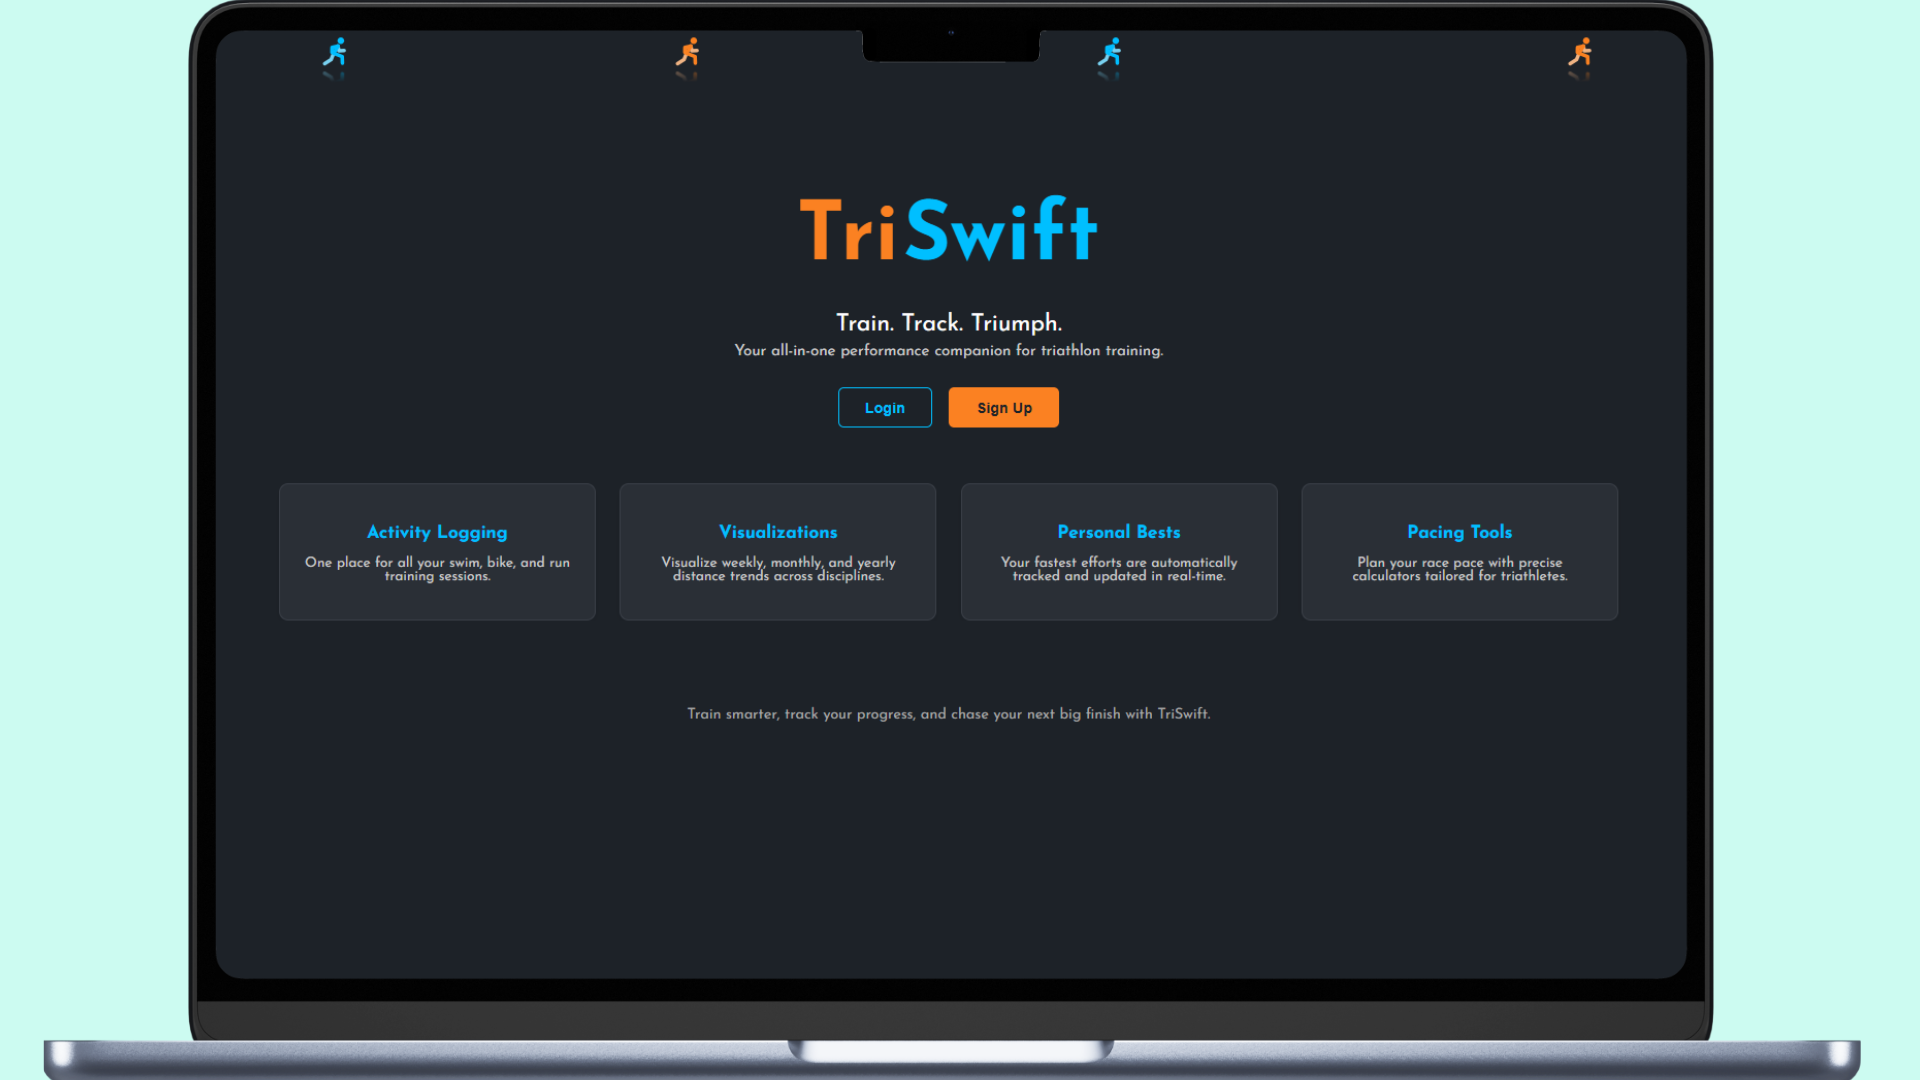 TriSwift
Train. Track. Triumph.
Your all-in-one performance companion for triathlon training.
Login
Sign Up
Activity Logging
One place for all your swim, bike, and run
training sessions.
Visualizations
Visualize weekly, monthly, and yearly
distance trends across disciplines.
Personal Bests
Your fastest efforts are automatically
tracked and updated in real-time.
Pacing Tools
Plan your race pace with precise
calculators tailored for triathletes.
Train smarter, track your progress, and chase your next big finish with TriSwift.